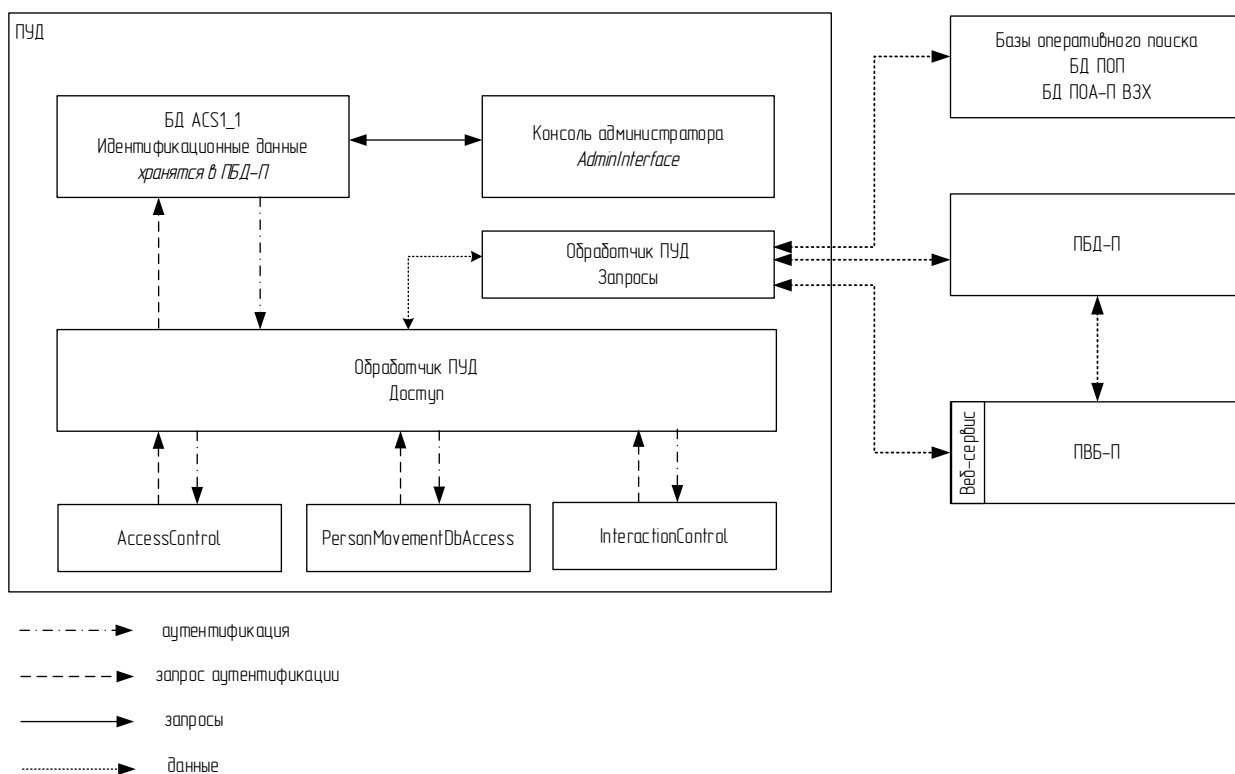 ПУД
БД ACS1_1
Идентификационные данные
хранятся в ПБД-П
Консоль администратора
AdminInterface
Базы оперативного поиска
БД ПОП
БД ПОА-П ВЗХ
Обработчик ПУД
Запросы
ПБД-П
Обработчик ПУД
Доступ
Веб-сервис
ПВБ-П
AccessControl
PersonMovementDbAccess
InteractionControl
аутентификация
запрос аутентификации
запросы
данные